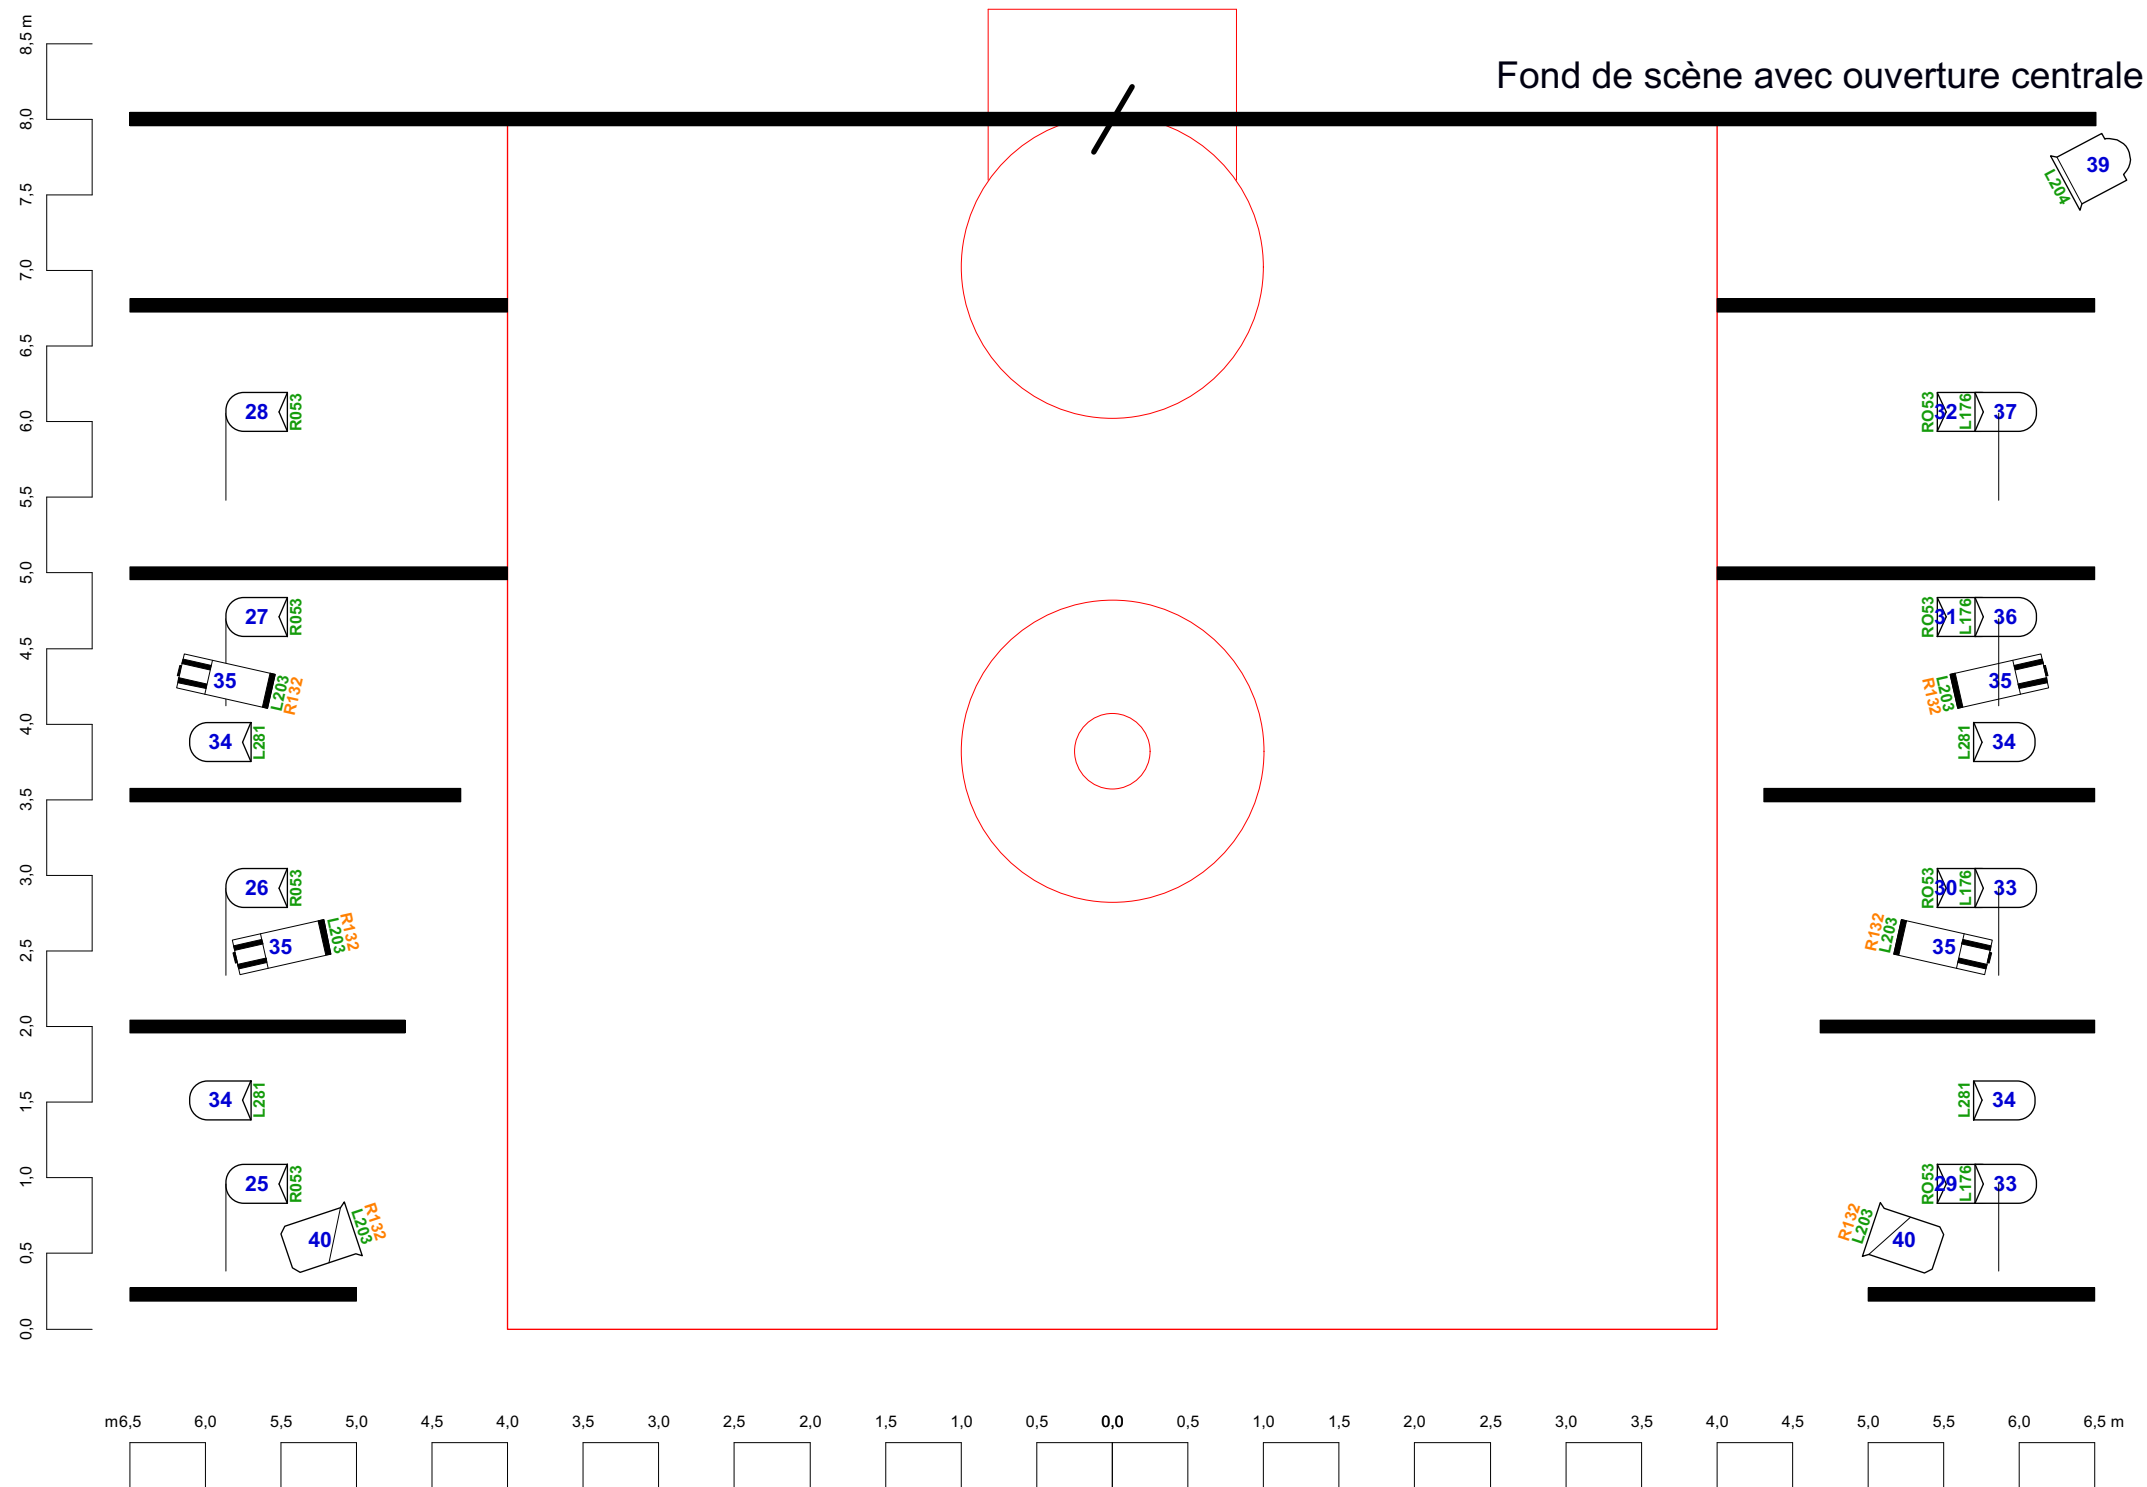 8,5 m
Fond de scène avec ouverture centrale
8,0
39
L204
7,5
7,0
6,5
28 R053
RO53 32 L176 37
6,0
5,5
5,0
27 R053
RO53 31 L176 36
4,5
35 L203 R132
R132 L203 35
4,0
34 L281
L281 34
3,5
3,0
26 R053
RO53 30 L176 33
2,5
35 L203 R132
R132 L203 35
2,0
1,5
34 L281
L281 34
1,0
25 R053
RO53 29 L176 33
0,5
40 L203 R132
R132 L203 40
0,0
m6,5 6,0 5,5 5,0 4,5 4,0 3,5 3,0 2,5 2,0 1,5 1,0 0,5 0,0 0,5 1,0 1,5 2,0 2,5 3,0 3,5 4,0 4,5 5,0 5,5 6,0 6,5 m